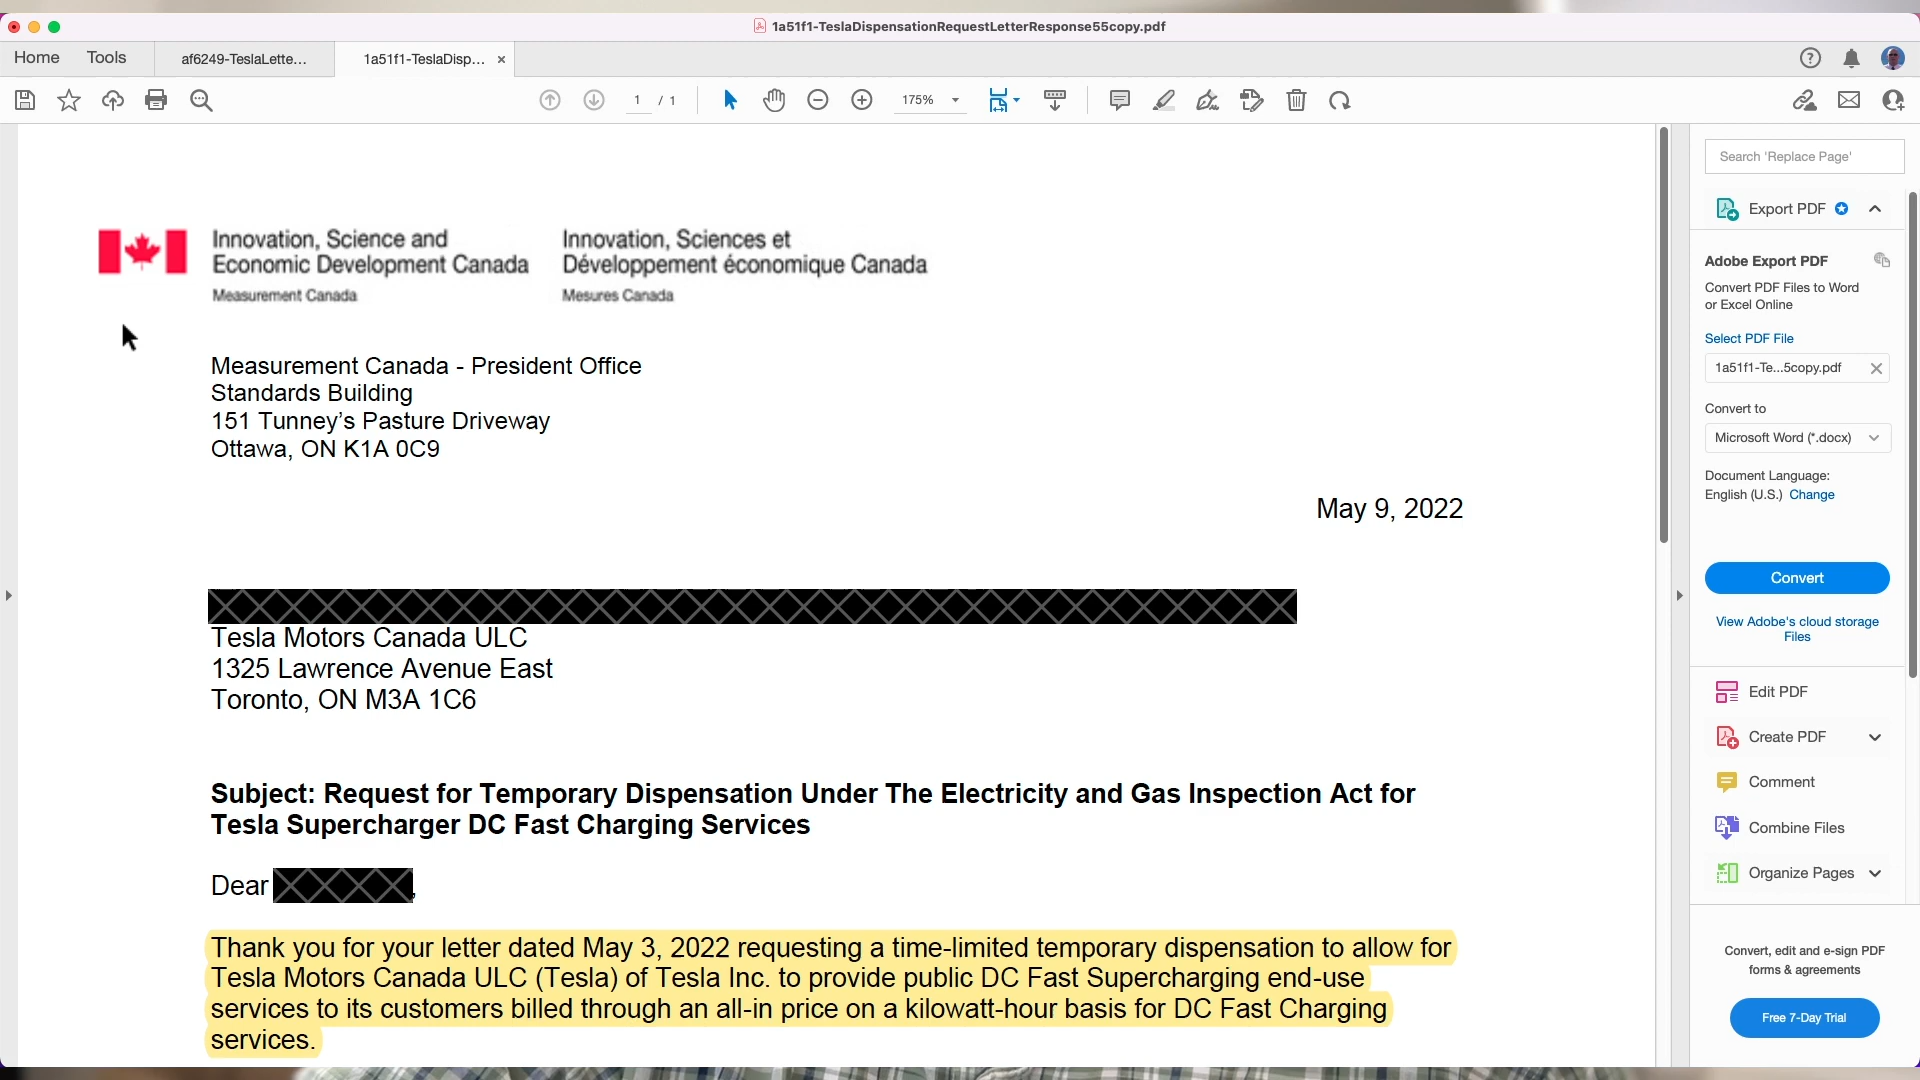 1a51f1-TeslaDispensationRequestLetterResponse55copy.pdf
Home
Tools
af6249-TeslaLette...
1a51f1-TeslaDisp...
1 / 1
175%
Search 'Replace Page'
Export PDF
Adobe Export PDF
Convert PDF Files to Word
or Excel Online
Select PDF File
1a51f1-Te...5copy.pdf
Convert to
Microsoft Word (*.docx)
Document Language:
English (U.S.) Change
Convert
View Adobe's cloud storage
Files
Edit PDF
Create PDF
Comment
Combine Files
Organize Pages
Convert, edit and e-sign PDF
forms & agreements
Free 7-Day Trial
Innovation, Science and
Economic Development Canada
Measurement Canada
Innovation, Sciences et
Développement économique Canada
Mesures Canada
Measurement Canada - President Office
Standards Building
151 Tunney’s Pasture Driveway
Ottawa, ON K1A 0C9
May 9, 2022
Tesla Motors Canada ULC
1325 Lawrence Avenue East
Toronto, ON M3A 1C6
Subject: Request for Temporary Dispensation Under The Electricity and Gas Inspection Act for
Tesla Supercharger DC Fast Charging Services
Dear ,
Thank you for your letter dated May 3, 2022 requesting a time-limited temporary dispensation to allow for
Tesla Motors Canada ULC (Tesla) of Tesla Inc. to provide public DC Fast Supercharging end-use
services to its customers billed through an all-in price on a kilowatt-hour basis for DC Fast Charging
services.